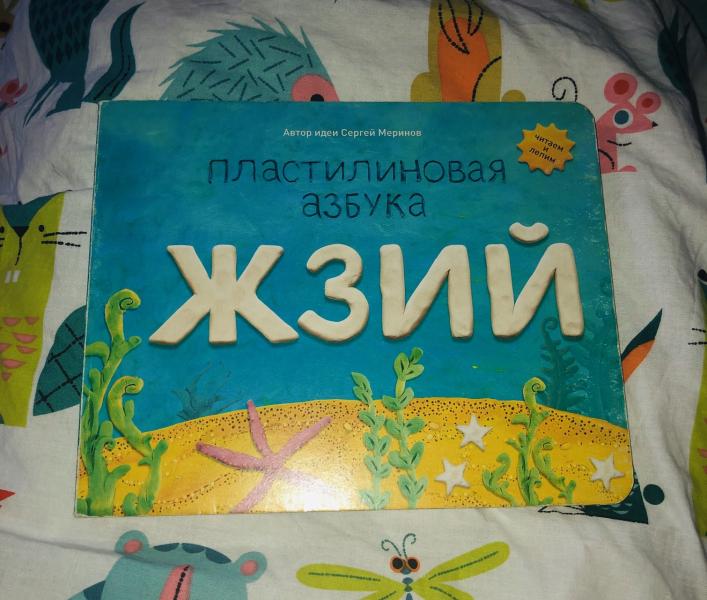 Автор идеи Сергей Меринов
читаем
и
лепим
пластилиновая
азбука
ЖЗИЙ